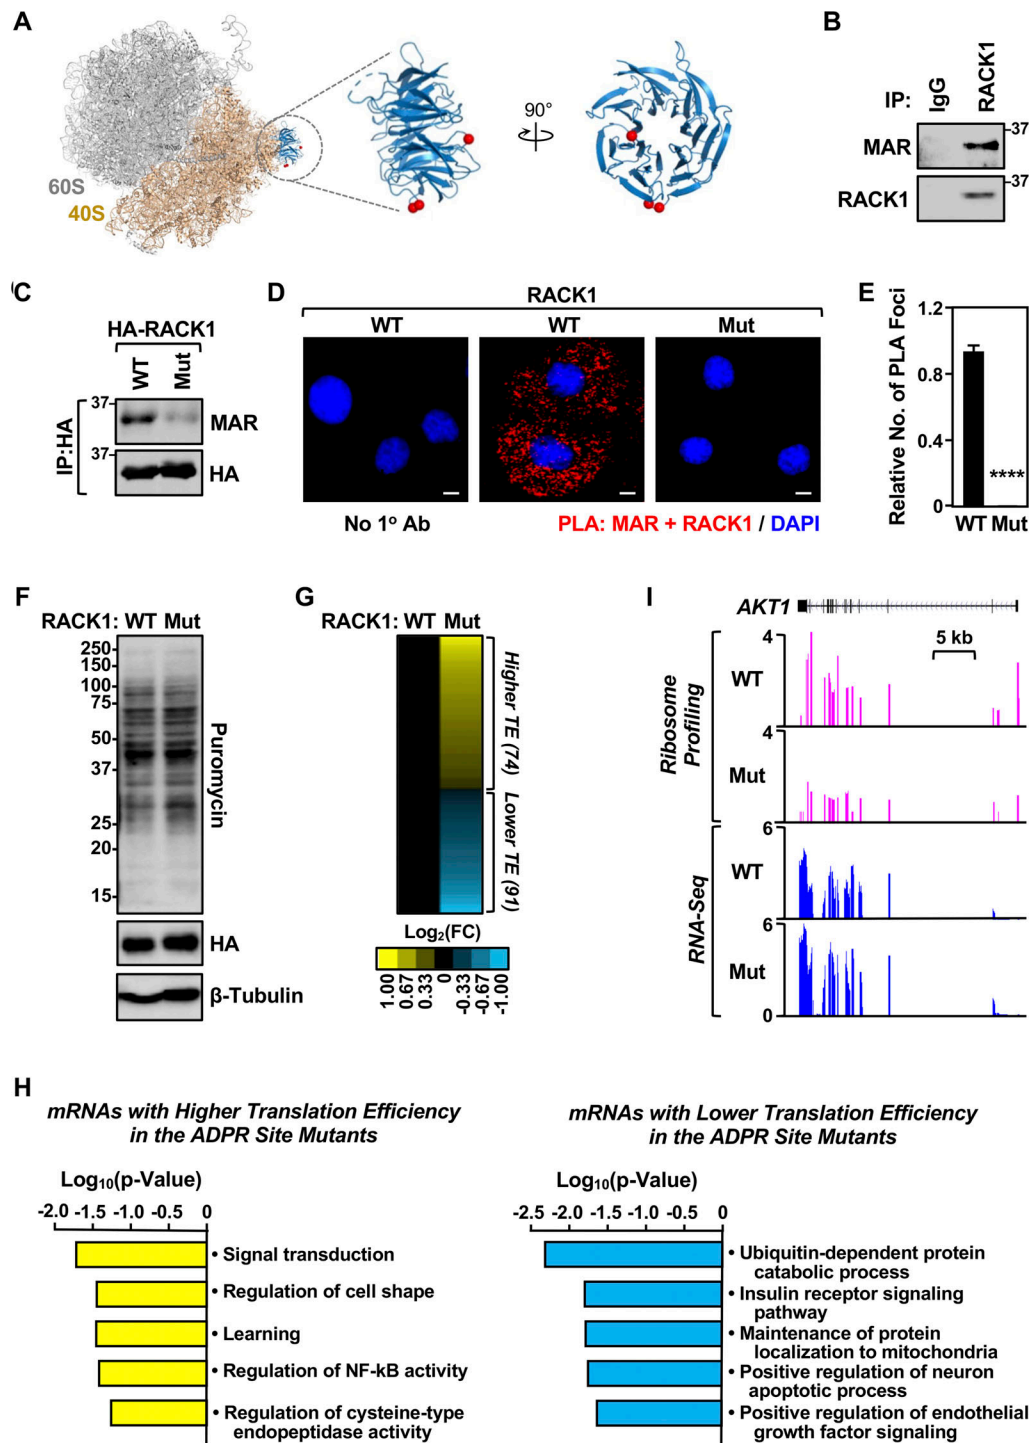 A
60S
40S
90°
B
IP:
IgG
RACK1
MAR
37
RACK1
37
C
HA-RACK1
WT
Mut
IP:HA
37
MAR
37
HA
D
RACK1
WT
WT
Mut
No 1º Ab
PLA: MAR + RACK1 / DAPI
E
Relative No. of PLA Foci
1.2
0.8
0.4
0
****
WT Mut
F
RACK1: WT Mut
250
150
100
75
50
37
25
20
15
Puromycin
HA
β-Tubulin
G
RACK1: WT Mut
Higher TE (74)
Lower TE (91)
Log2(FC)
1.00
0.67
0.33
0
-0.33
-0.67
-1.00
I
AKT1
5 kb
Ribosome
Profiling
4
WT
4
4
Mut
RNA-Seq
6
WT
6
Mut
0
H
mRNAs with Higher Translation Efficiency
in the ADPR Site Mutants
Log10(p-Value)
-2.0 -1.5 -1.0 -0.5 0
• Signal transduction
• Regulation of cell shape
• Learning
• Regulation of NF-kB activity
• Regulation of cysteine-type
endopeptidase activity
mRNAs with Lower Translation Efficiency
in the ADPR Site Mutants
Log10(p-Value)
-2.5 -2.0 -1.5 -1.0 -0.5 0
• Ubiquitin-dependent protein
catabolic process
• Insulin receptor signaling
pathway
• Maintenance of protein
localization to mitochondria
• Positive regulation of neuron
apoptotic process
• Positive regulation of endothelial
growth factor signaling